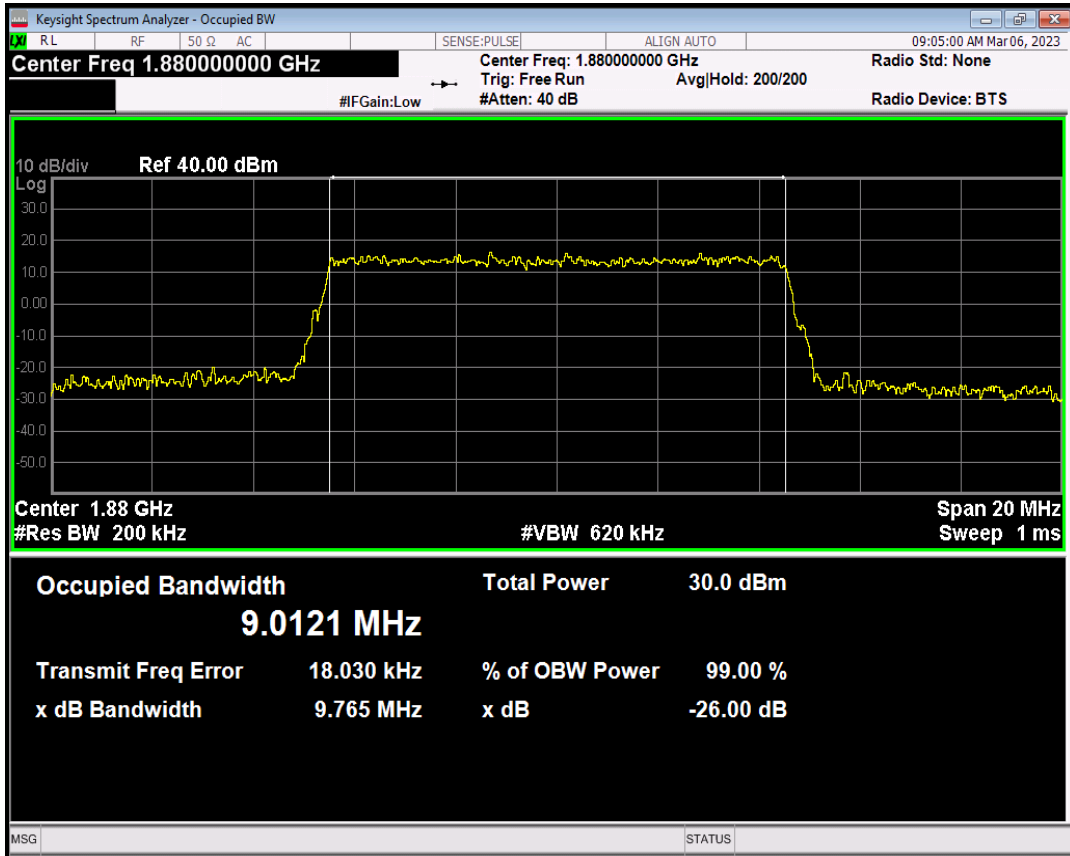 Keysight Spectrum Analyzer - Occupied BW
LXI RL RF 50 Ω AC SENSE:PULSE ALIGN AUTO 09:05:00 AM Mar 06, 2023
Center Freq 1.880000000 GHz
Center Freq: 1.880000000 GHz
Radio Std: None
Trig: Free Run Avg|Hold: 200/200
#IFGain:Low #Atten: 40 dB Radio Device: BTS
10 dB/div Ref 40.00 dBm
Log
30.0
20.0
10.0
0.00
-10.0
-20.0
-30.0
-40.0
-50.0
Center 1.88 GHz Span 20 MHz
#Res BW 200 kHz #VBW 620 kHz Sweep 1 ms
Occupied Bandwidth Total Power 30.0 dBm
9.0121 MHz
Transmit Freq Error 18.030 kHz % of OBW Power 99.00 %
x dB Bandwidth 9.765 MHz x dB -26.00 dB
MSG STATUS